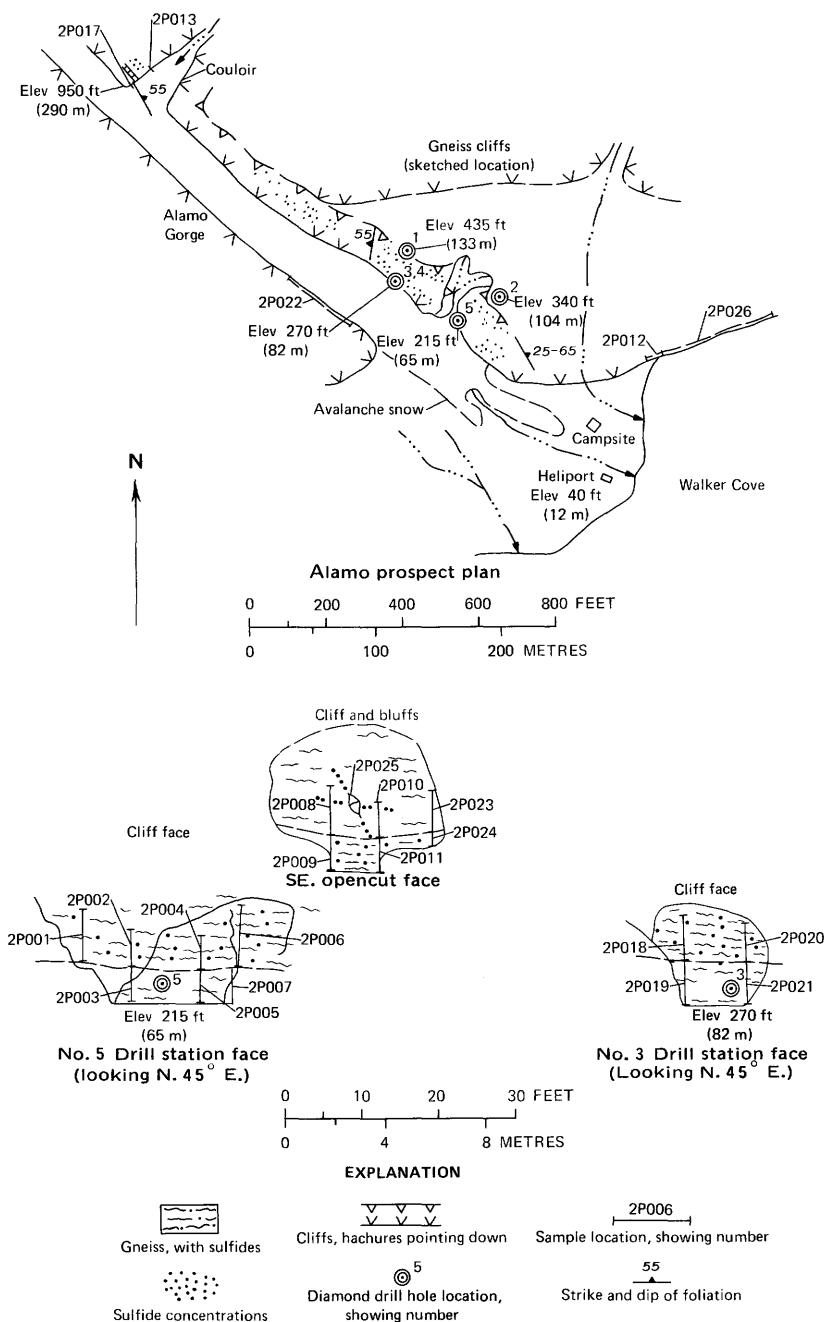 2P013
2P017
Couloir
Elev 950 ft
(290 m)
55
Gneiss cliffs
(sketched location)
Alamo
Gorge
55
1
Elev 435 ft
(133 m)
3,4
2
Elev 340 ft
(104 m)
2P022
5
Elev 270 ft
(82 m)
Elev 215 ft
(65 m)
2P026
2P012
25-65
Avalanche snow
Campsite
N
Heliport
Elev 40 ft
(12 m)
Walker Cove
Alamo prospect plan
0 200 400 600 800 FEET
0 100 200 METRES
Cliff and bluffs
2P025
2P010
2P008
2P023
2P024
2P009
2P011
SE. opencut face
Cliff face
2P002
2P004
2P001
2P006
5
2P003
2P005
2P007
Elev 215 ft
(65 m)
No. 5 Drill station face
(looking N. 45° E.)
Cliff face
2P018
2P020
2P019
3
2P021
Elev 270 ft
(82 m)
No. 3 Drill station face
(Looking N. 45° E.)
0 10 20 30 FEET
0 4 8 METRES
EXPLANATION
Gneiss, with sulfides
Cliffs, hachures pointing down
2P006
Sample location, showing number
Sulfide concentrations
5
Diamond drill hole location,
showing number
55
Strike and dip of foliation